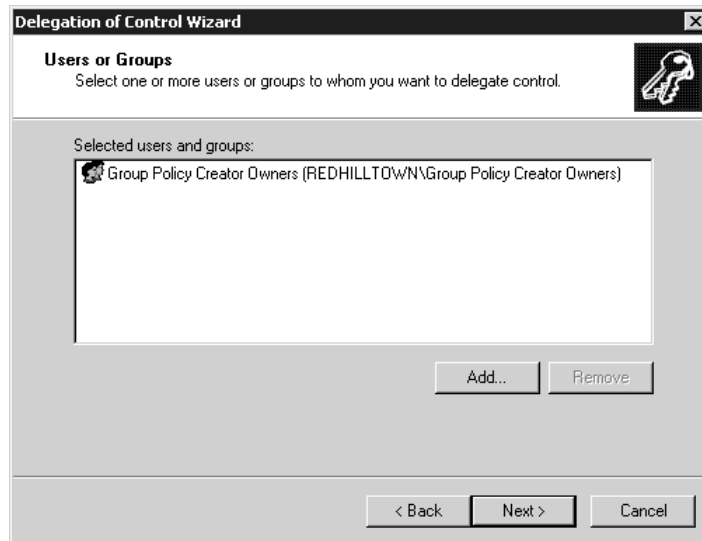 Delegation of Control Wizard
Users or Groups
Select one or more users or groups to whom you want to delegate control.
Selected users and groups:
Group Policy Creator Owners (REDHILLTOWN\Group Policy Creator Owners)
Add... Remove
< Back Next > Cancel